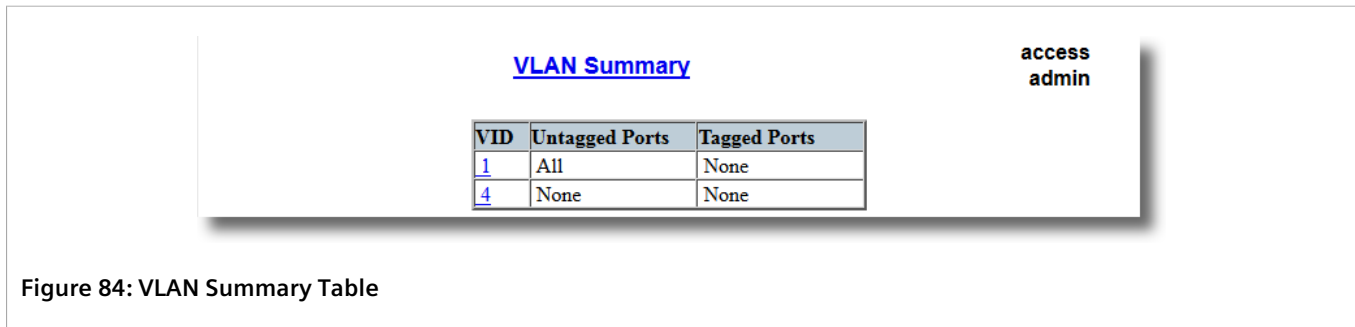 VLAN Summary
access
admin
VID Untagged Ports Tagged Ports
1 All None
4 None None
Figure 84: VLAN Summary Table